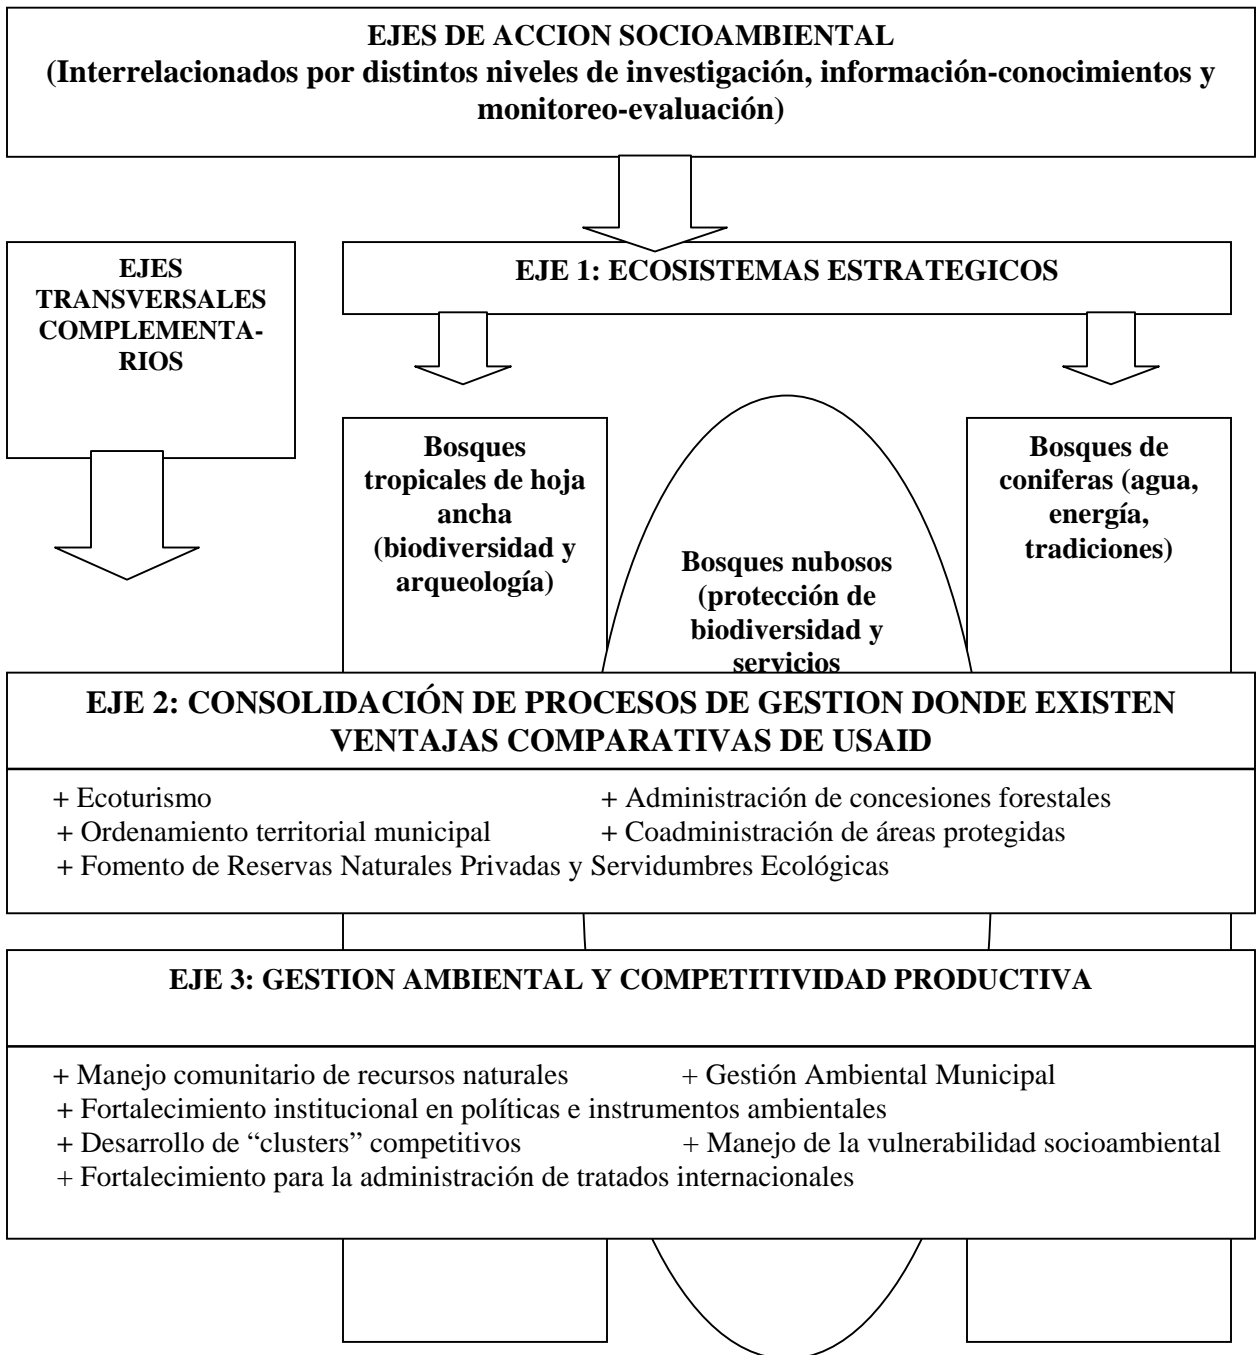 EJES DE ACCION SOCIOAMBIENTAL
(Interrelacionados por distintos niveles de investigación, información-conocimientos y
monitoreo-evaluación)
EJES
TRANSVERSALES
COMPLEMENTA-
RIOS
EJE 1: ECOSISTEMAS ESTRATEGICOS
Bosques
tropicales de hoja
ancha
(biodiversidad y
arqueología)
Bosques nubosos
(protección de
biodiversidad y
servicios
Bosques de
coniferas (agua,
energía,
tradiciones)
EJE 2: CONSOLIDACIÓN DE PROCESOS DE GESTION DONDE EXISTEN
VENTAJAS COMPARATIVAS DE USAID
+ Ecoturismo + Administración de concesiones forestales
+ Ordenamiento territorial municipal + Coadministración de áreas protegidas
+ Fomento de Reservas Naturales Privadas y Servidumbres Ecológicas
EJE 3: GESTION AMBIENTAL Y COMPETITIVIDAD PRODUCTIVA
+ Manejo comunitario de recursos naturales + Gestión Ambiental Municipal
+ Fortalecimiento institucional en políticas e instrumentos ambientales
+ Desarrollo de “clusters” competitivos + Manejo de la vulnerabilidad socioambiental
+ Fortalecimiento para la administración de tratados internacionales